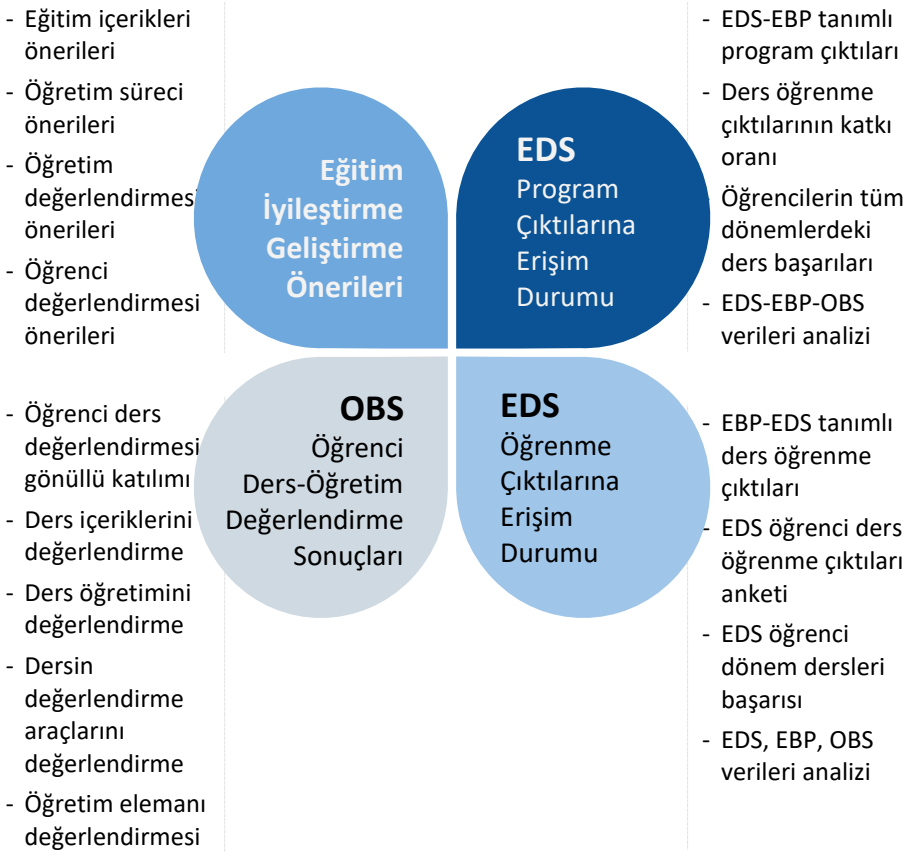 - Eğitim içerikleri
önerileri
- Öğretim süreci
önerileri
- Öğretim
değerlendirmesi
önerileri
- Öğrenci
değerlendirmesi
önerileri
Eğitim
İyileştirme
Geliştirme
Önerileri
EDS
Program
Çıktılarına
Erişim
Durumu
- EDS-EBP tanımlı
program çıktıları
- Ders öğrenme
çıktılarının katkı
oranı
Öğrencilerin tüm
dönemlerdeki
ders başarıları
- EDS-EBP-OBS
verileri analizi
- Öğrenci ders
değerlendirmesi
gönüllü katılımı
- Ders içeriklerini
değerlendirme
- Ders öğretimini
değerlendirme
- Dersin
değerlendirme
araçlarını
değerlendirme
- Öğretim elemanı
değerlendirmesi
OBS
Öğrenci
Ders-Öğretim
Değerlendirme
Sonuçları
EDS
Öğrenme
Çıktılarına
Erişim
Durumu
- EBP-EDS tanımlı
ders öğrenme
çıktıları
- EDS öğrenci ders
öğrenme çıktıları
anketi
- EDS öğrenci
dönem dersleri
başarısı
- EDS, EBP, OBS
verileri analizi